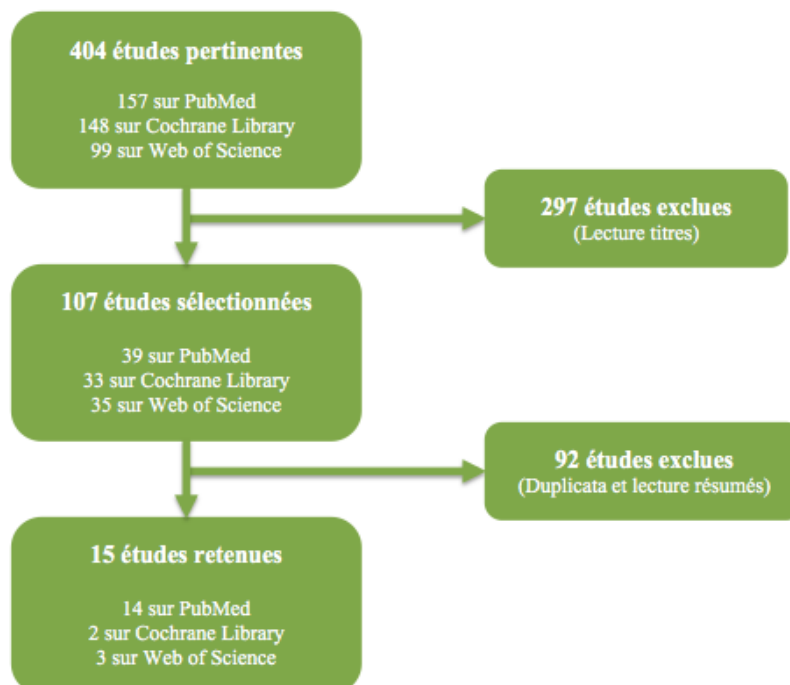 404 études pertinentes
157 sur PubMed
148 sur Cochrane Library
99 sur Web of Science
297 études exclues
(Lecture titres)
107 études sélectionnées
39 sur PubMed
33 sur Cochrane Library
35 sur Web of Science
92 études exclues
(Duplicata et lecture résumés)
15 études retenues
14 sur PubMed
2 sur Cochrane Library
3 sur Web of Science